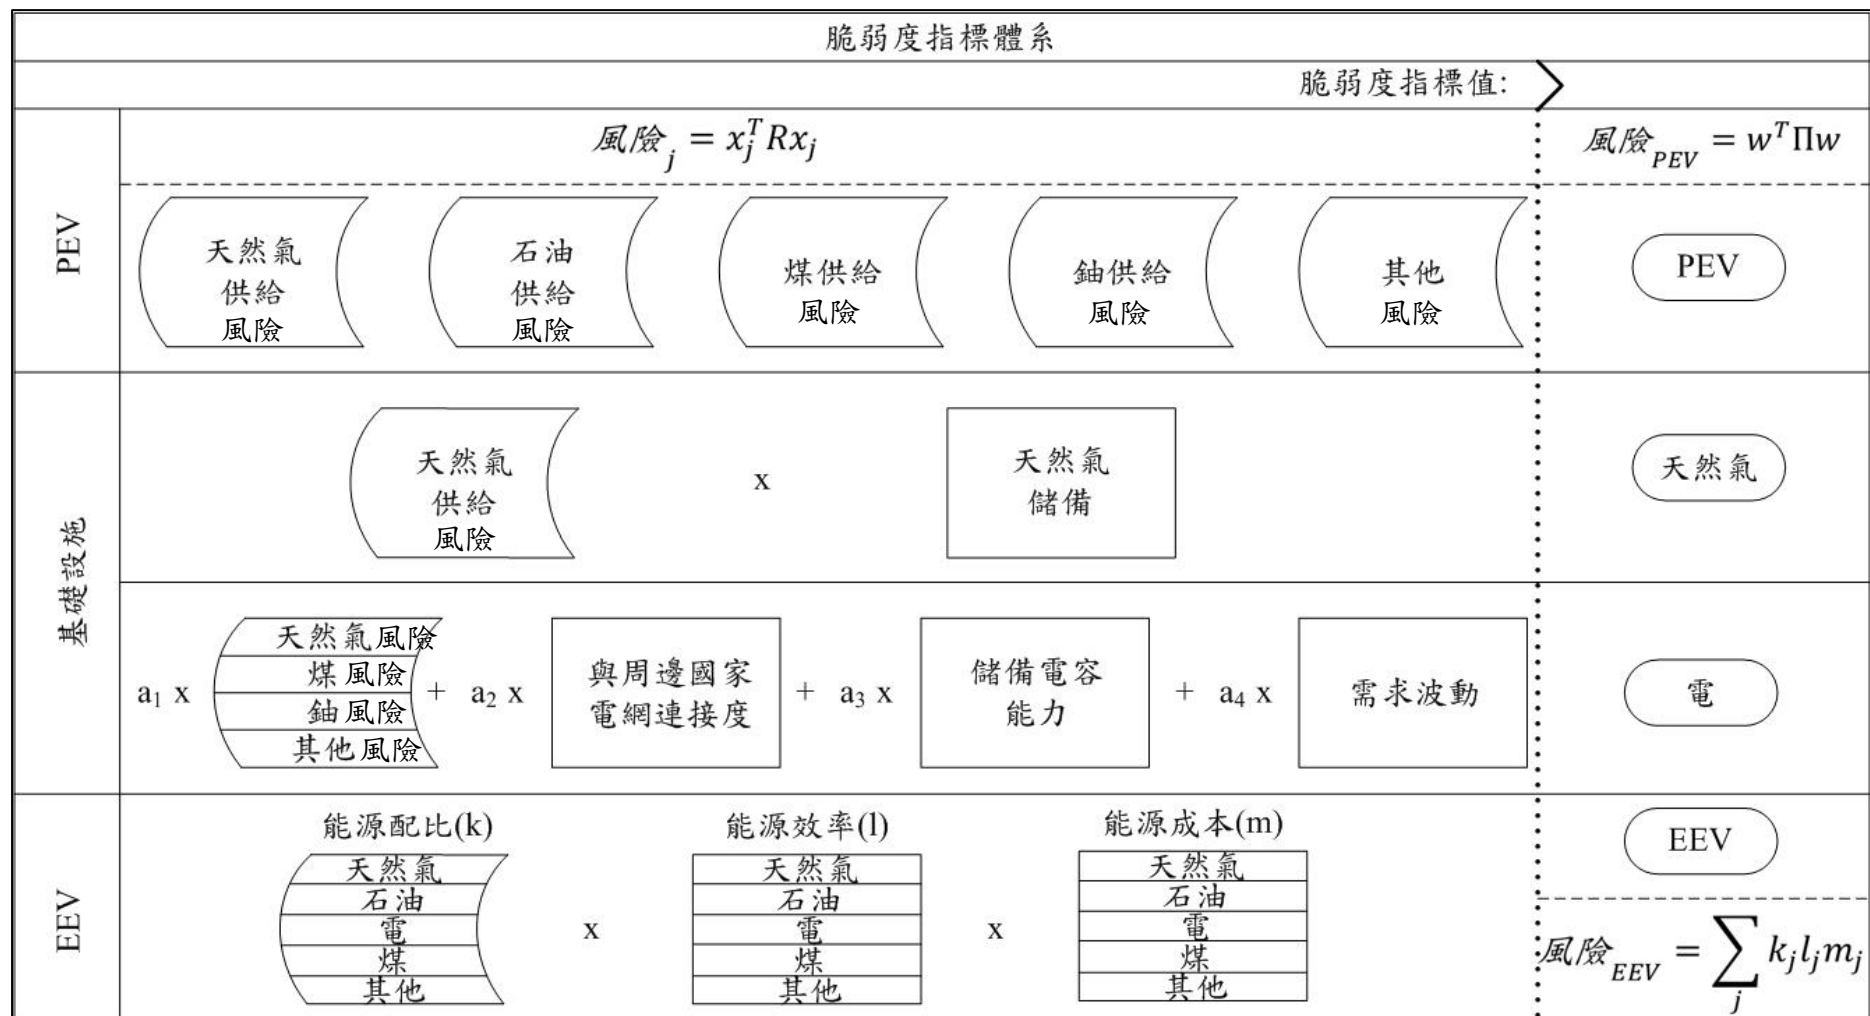 脆弱度指標體系
脆弱度指標值:
PEV
風險_j = x_j^T R x_j
風險_PEV = w^T Π w
天然氣
供給
風險
石油
供給
風險
煤供給
風險
鈾供給
風險
其他
風險
PEV
基礎設施
天然氣
供給
風險
x
天然氣
儲備
天然氣
a₁ x
天然氣風險
煤風險
鈾風險
其他風險
+ a₂ x
與周邊國家
電網連接度
+ a₃ x
儲備電容
能力
+ a₄ x
需求波動
電
EEV
能源配比(k)
天然氣
石油
電
煤
其他
x
能源效率(l)
天然氣
石油
電
煤
其他
x
能源成本(m)
天然氣
石油
電
煤
其他
EEV
風險_EEV = ∑_j k_j l_j m_j